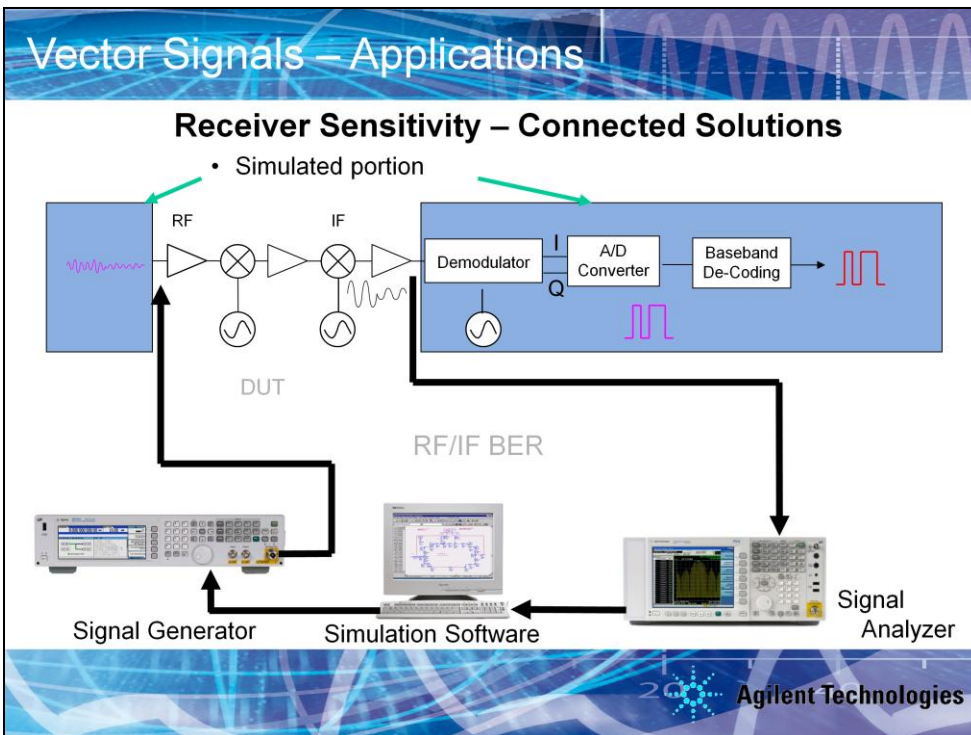 Vector Signals – Applications
Receiver Sensitivity – Connected Solutions
• Simulated portion
RF
IF
Demodulator
I
Q
A/D
Converter
Baseband
De-Coding
DUT
RF/IF BER
Signal Generator
Simulation Software
Signal
Analyzer
Agilent Technologies